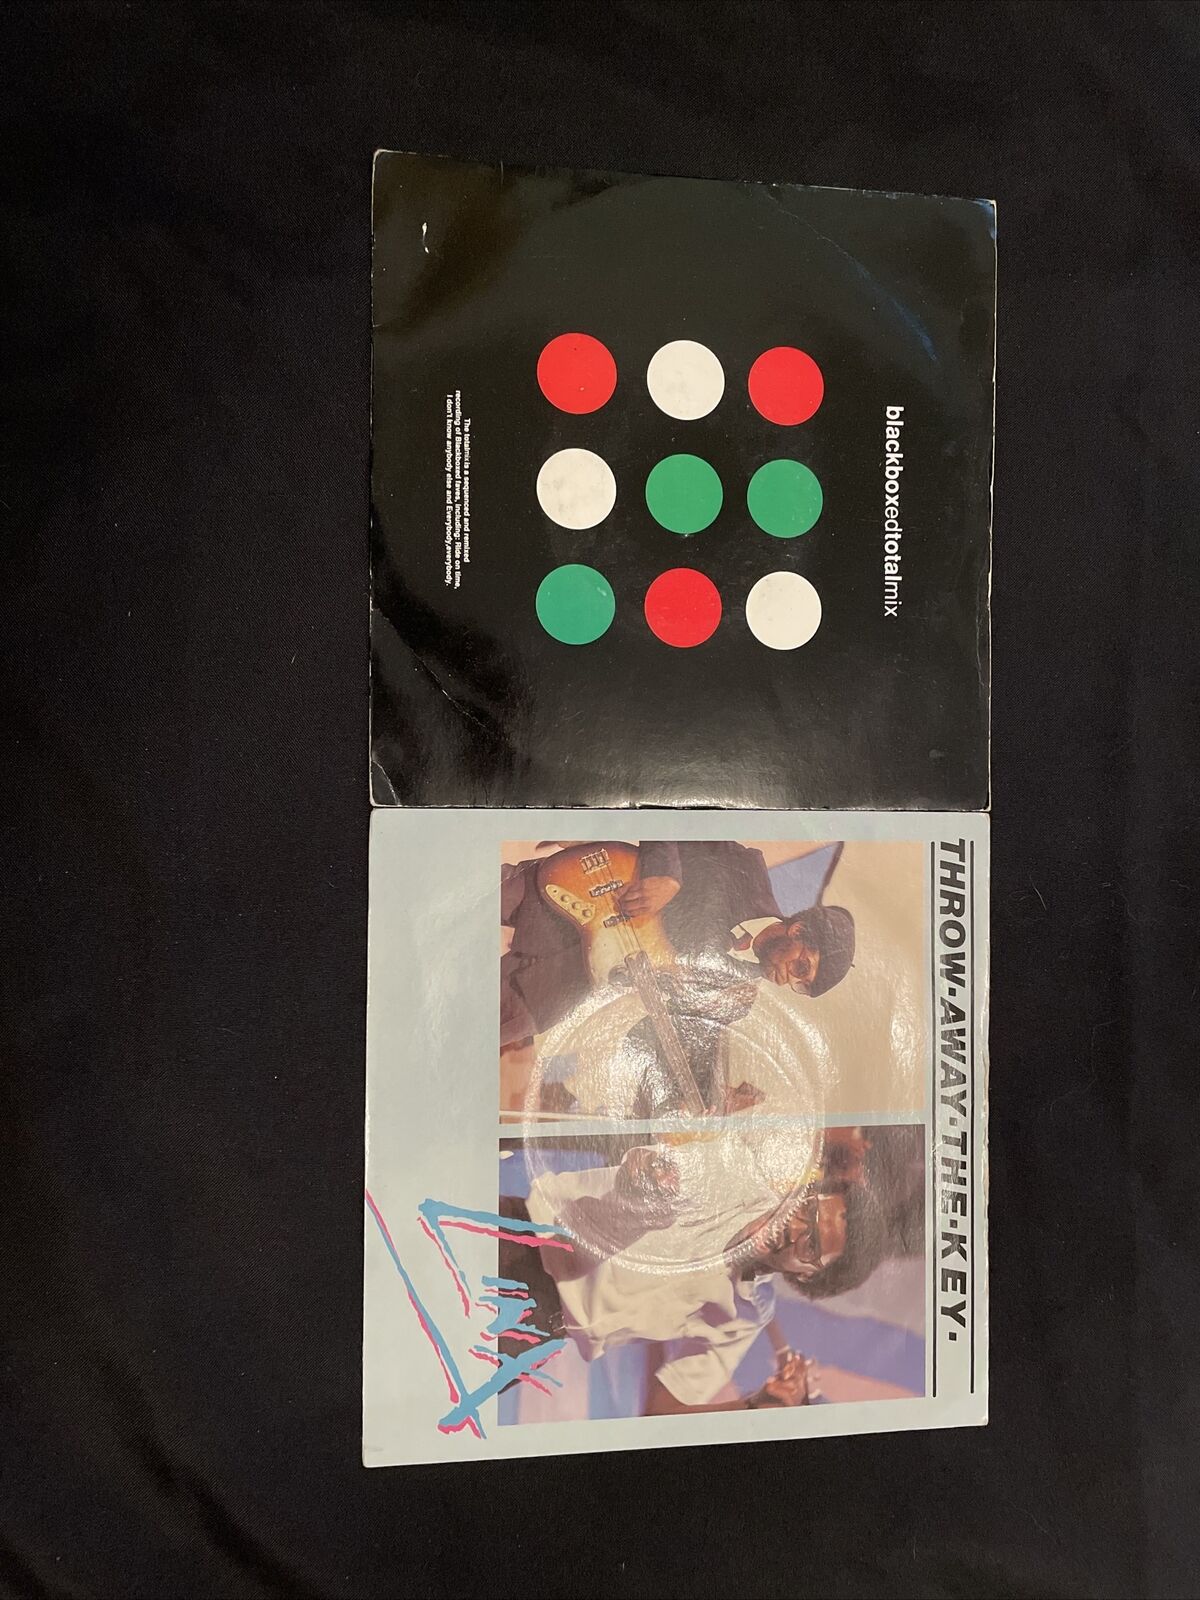 blackboxedtotalmix
The totalmix is a sequenced and remixed
recording of Blackboxed faves, including: Ride on time,
I don't know anybody else and Everybody,everybody.
THROW·AWAY·THE·KEY·
Linx